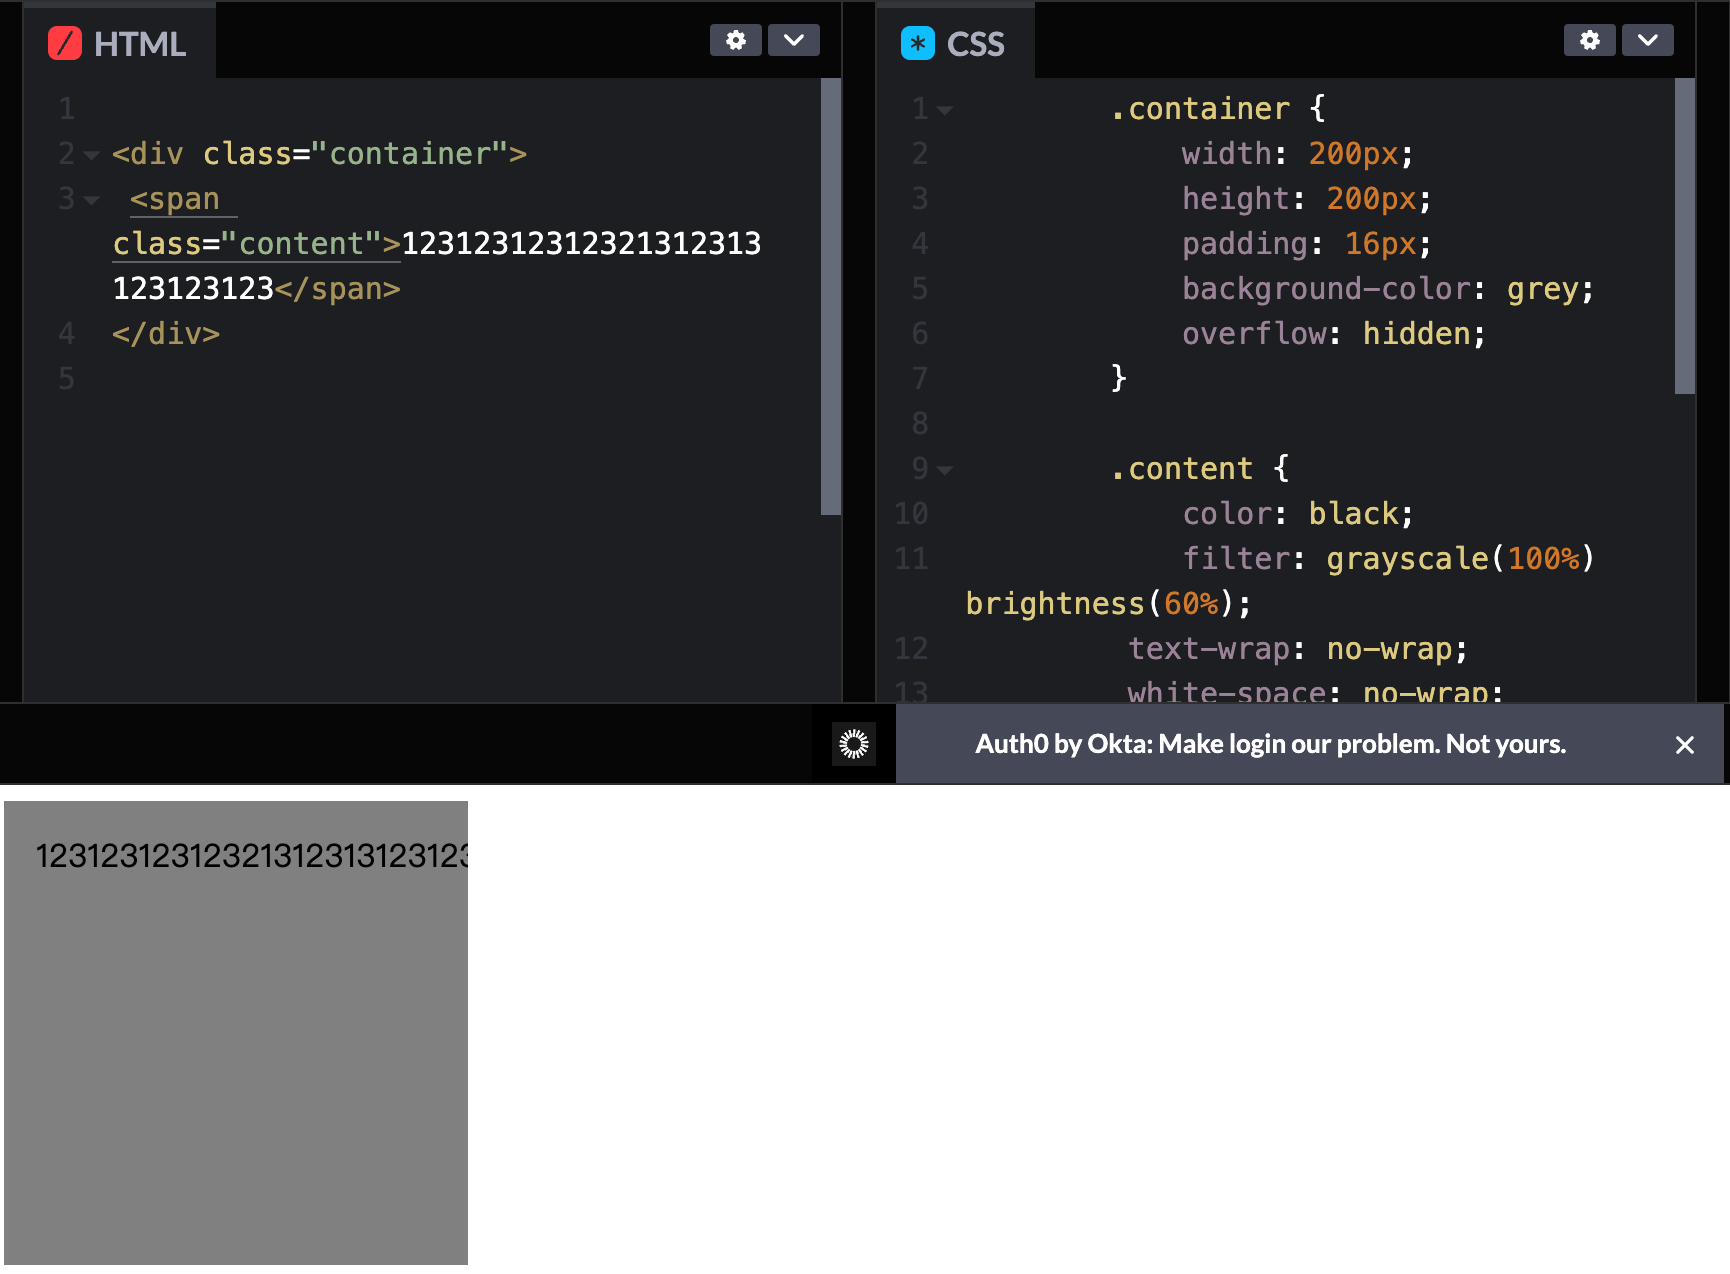 HTML
1
2 <div class="container">
3 <span
class="content">12312312312321312313
123123123</span>
4 </div>
5
CSS
1 .container {
2 width: 200px;
3 height: 200px;
4 padding: 16px;
5 background-color: grey;
6 overflow: hidden;
7 }
8
9 .content {
10 color: black;
11 filter: grayscale(100%)
brightness(60%);
12 text-wrap: no-wrap;
13 white-space: no-wrap;
Auth0 by Okta: Make login our problem. Not yours.
12312312312321312313123123